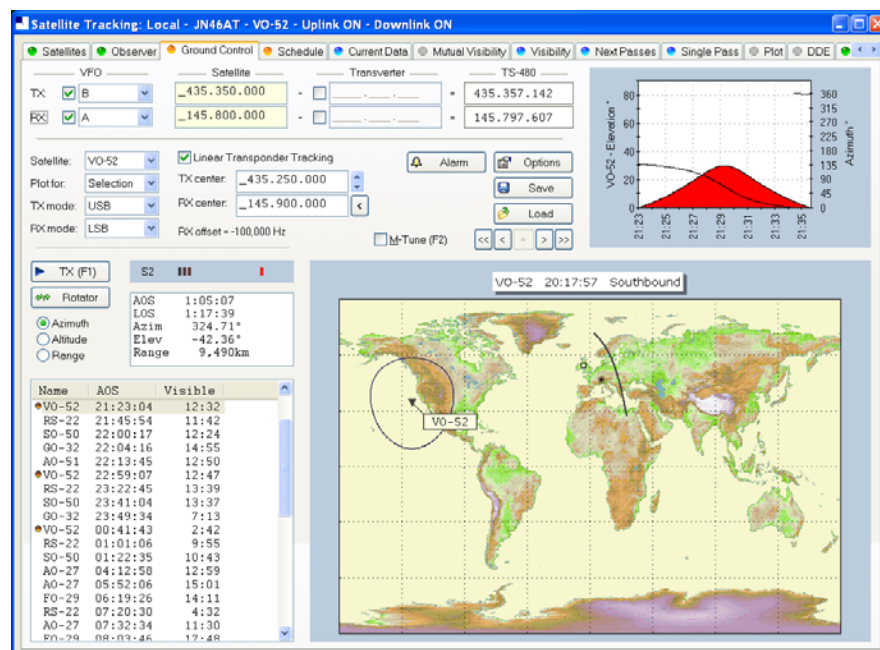 Satellite Tracking: Local - JN46AT - VO-52 - Uplink ON - Downlink ON
Satellites Observer Ground Control Schedule Current Data Mutual Visibility Visibility Next Passes Single Pass Plot DDE
VFO Satellite Transverter TS-480
TX B _435.350.000 - ___.___.___ = 435.357.142
RX A _145.800.000 - ___.___.___ = 145.797.607
Satellite: VO-52
Plot for: Selection
TX mode: USB
RX mode: LSB
Linear Transponder Tracking
TX center: _435.250.000
RX center: _145.900.000 <
RX offset = -100,000 Hz
Alarm
Options
Save
Load
M-Tune (F2)
<< < = > >>
VO-52 - Elevation °
80
60
40
20
0
360
315
270
225
180
135
90
45
0
Azimuth °
21:23 21:25 21:27 21:29 21:31 21:33 21:35
TX (F1)
Rotator
Azimuth
Altitude
Range
S2
AOS 1:05:07
LOS 1:17:39
Azim 324.71°
Elev -42.36°
Range 9,490km
VO-52 20:17:57 Southbound
VO-52
Name AOS Visible
VO-52 21:23:04 12:32
RS-22 21:45:54 11:42
SO-50 22:00:17 12:24
GO-32 22:04:16 14:55
AO-51 22:13:45 12:50
VO-52 22:59:07 12:47
RS-22 23:22:45 13:39
SO-50 23:41:04 13:37
GO-32 23:49:34 7:13
VO-52 00:41:43 2:42
RS-22 01:01:06 9:55
SO-50 01:22:35 10:43
AO-27 04:12:58 12:59
AO-27 05:52:06 15:01
FO-29 06:19:26 14:11
RS-22 07:20:30 4:32
AO-27 07:32:34 11:30
FO-29 08:03:46 17:48